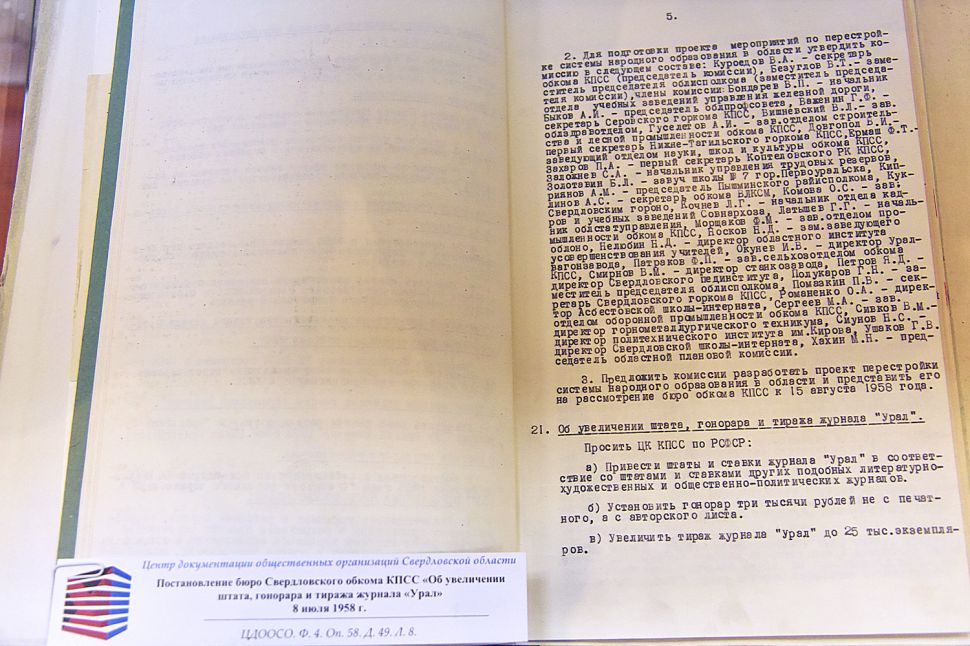 5.
2. Для подготовки проекта мероприятий по перестрой-
ке системы народного образования в области утвердить ко-
миссию в следующем составе: Куроедов В.А. - секретарь
обкома КПСС (председатель комиссии), Безуглов В.Т.- заме-
ститель председателя облисполкома (заместитель председа-
теля комиссии),члены комиссии:Бондарев Б.П. - начальник
отдела учебных заведений управления железной дороги,
Быков А.И. - председатель облпрофсовета, Важенин Г.Ф. -
секретарь Серовского горкома КПСС, Вишневский В.Л.- зав.
облздравотделом, Гуселетов А.И. - зав.отделом строитель-
ства и лесной промышленности обкома КПСС, Довгопол В.И.-
первый секретарь Нижне-Тагильского горкома КПСС,Ермаш Ф.Т.-
заведующий отделом науки, школ и культуры обкома КПСС,
Захаров П.А. - первый секретарь Коптеловского РК КПСС,
Заложнев С.А. - начальник управления трудовых резервов,
Золотавин Б.Л. - завуч школы № 7 гор.Первоуральска, Кип-
риянов А.М. - председатель Пышминского райисполкома, Кук-
линов А.С. - секретарь обкома ВЛКСМ, Комова О.С. - зав.
Свердловским гороно, Кочнев Л.Г. - начальник отдела кад-
ров и учебных заведений Совнархоза, Латышев Г.Г. - началь-
ник облстатуправления, Морщаков Ф.М. - зав.отделом про-
мышленности обкома КПСС, Носков Н.Д. - зам.заведующего
облоно, Нелюбин Н.Д. - директор областного института
усовершенствования учителей, Окунев И.В. - директор Урал-
вагонзавода, Патраков Ф.П. - зав.сельхозотделом обкома
КПСС, Смирнов В.М. - директор станкозавода, Петров Я.Д. -
директор Свердловского пединститута, Полукаров Г.Н. - за-
меститель председателя облисполкома, Помазкин П.В. - сек-
ретарь Свердловского горкома КПСС, Романенко О.А. - дирек-
тор Асбестовской школы-интерната, Сергеев М.А. - зав.
отделом оборонной промышленности обкома КПСС, Сивков В.М.-
директор горнометаллургического техникума, Сиунов Н.С. -
директор политехнического института им.Кирова, Ушаков Г.В.
директор Свердловской школы-интерната, Хахин М.Н. - пред-
седатель областной плановой комиссии.
3. Предложить комиссии разработать проект перестройки
системы народного образования в области и представить его
на рассмотрение бюро обкома КПСС к 15 августа 1958 года.
21. Об увеличении штата, гонорара и тиража журнала "Урал".
Просить ЦК КПСС по РСФСР:
а) Привести штаты и ставки журнала "Урал" в соответ-
ствие со штатами и ставками других подобных литературно-
художественных и общественно-политических журналов.
б) Установить гонорар три тысячи рублей не с печат-
ного, а с авторского листа.
в) Увеличить тираж журнала "Урал" до 25 тыс.экземпля-
ров.
Центр документации общественных организаций Свердловской области
Постановление бюро Свердловского обкома КПСС «Об увеличении
штата, гонорара и тиража журнала «Урал»
8 июля 1958 г.
ЦДООСО. Ф. 4. Оп. 58. Д. 49. Л. 8.